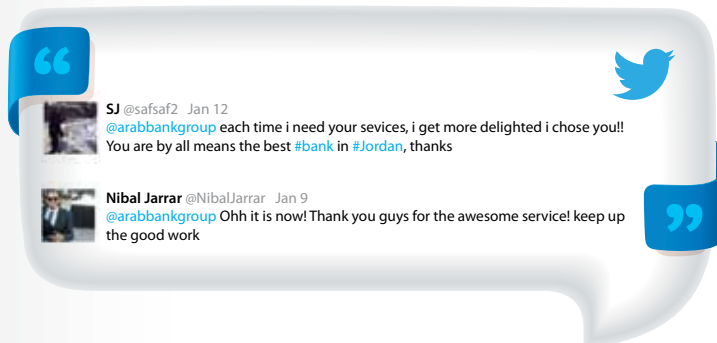 SJ @safsaf2 Jan 12
@arabbankgroup each time i need your sevices, i get more delighted i chose you!!
You are by all means the best #bank in #Jordan, thanks
Nibal Jarrar @NibalJarrar Jan 9
@arabbankgroup Ohh it is now! Thank you guys for the awesome service! keep up
the good work